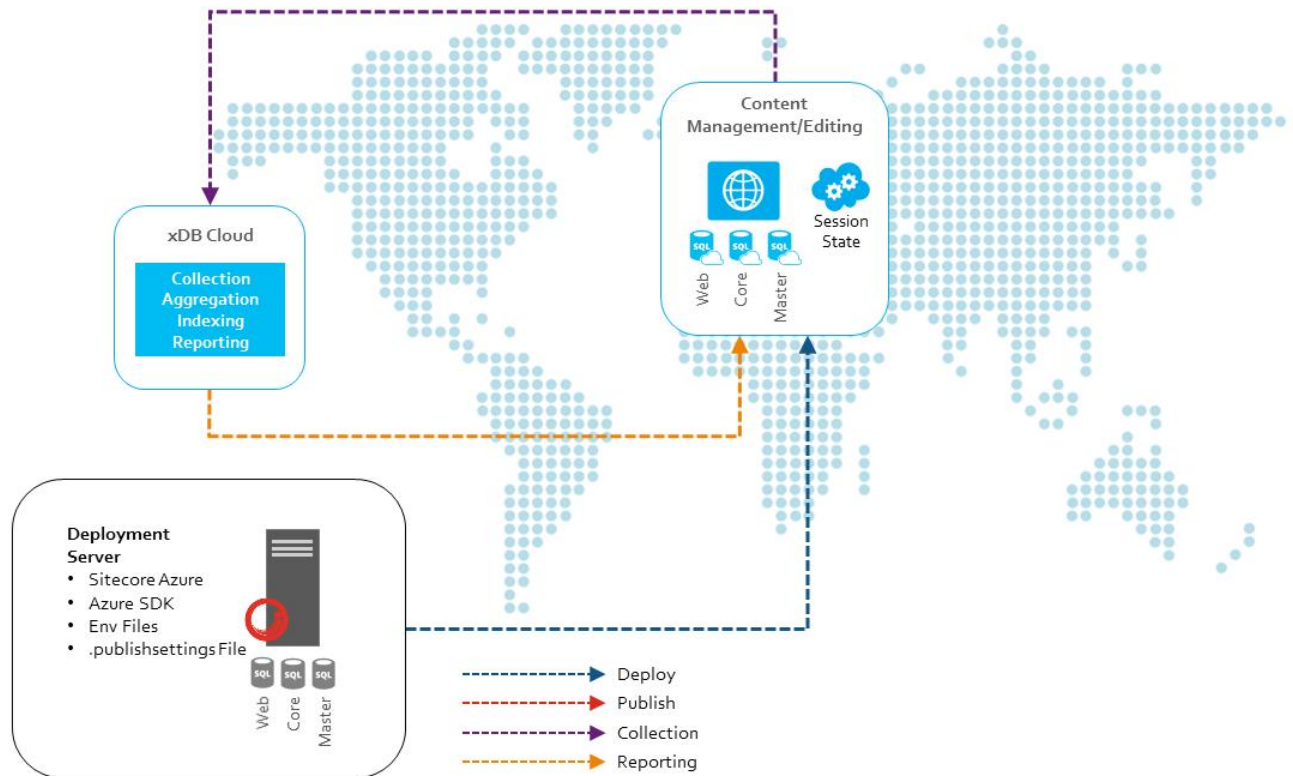 Content
Management/Editing
Session
State
SQL
SQL
SQL
Web
Core
Master
xDB Cloud
Collection
Aggregation
Indexing
Reporting
Deployment
Server
• Sitecore Azure
• Azure SDK
• Env Files
• .publishsettings File
SQL
SQL
SQL
Web
Core
Master
Deploy
Publish
Collection
Reporting